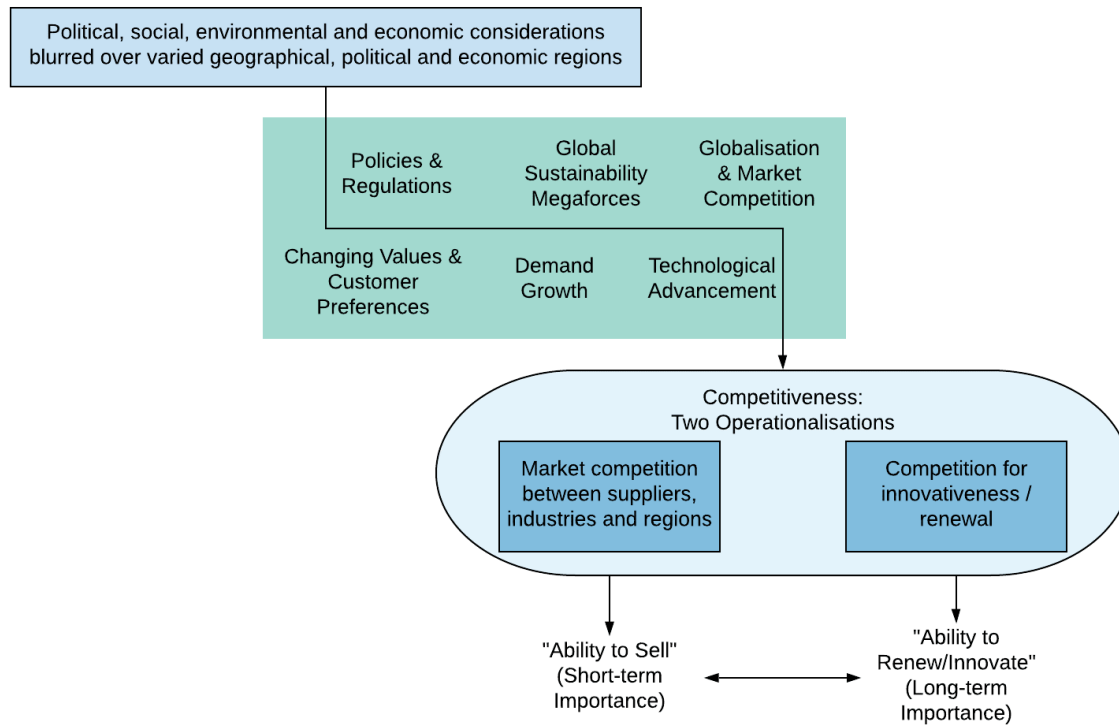 Political, social, environmental and economic considerations
blurred over varied geographical, political and economic regions
Policies &
Regulations
Global
Sustainability
Megaforces
Globalisation
& Market
Competition
Changing Values &
Customer
Preferences
Demand
Growth
Technological
Advancement
Competitiveness:
Two Operationalisations
Market competition
between suppliers,
industries and regions
Competition for
innovativeness /
renewal
"Ability to Sell"
(Short-term
Importance)
"Ability to
Renew/Innovate"
(Long-term
Importance)